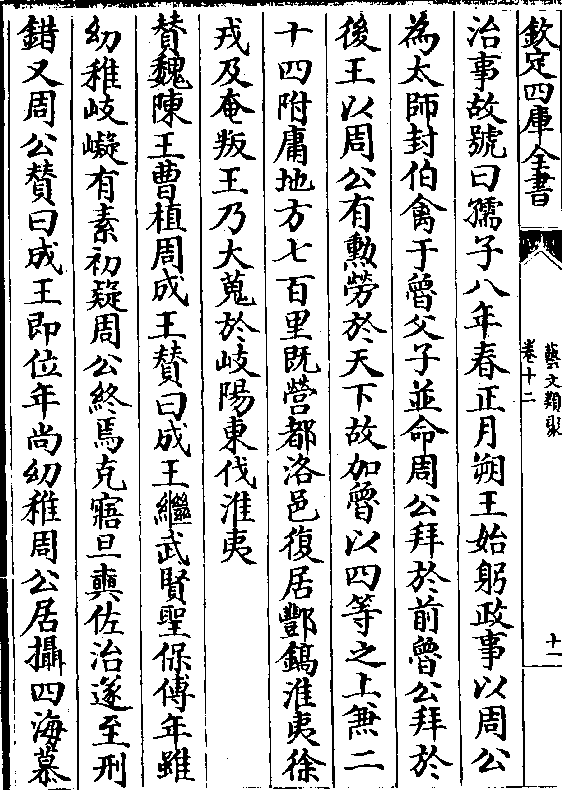 欽定四庫全書
藝文類聚
卷十二
十二
治事故號曰孺子八年春正月朔王始躬政事以周公
為太師封伯禽于魯父子並命周公拜於前魯公拜於
後王以周公有勲勞於天下故加魯以四等之上兼二
十四附庸地方七百里既營都洛邑復居酆鎬淮夷徐
戎及奄叛王乃大蒐於岐陽東伐淮夷
贊魏陳王曹植周成王贊曰成王繼武賢聖保傅年雖
幼稚岐嶷有素初疑周公終焉克寤旦奭佐治遂至刑
錯又周公贊曰成王即位年尚幼稚周公居攝四海慕